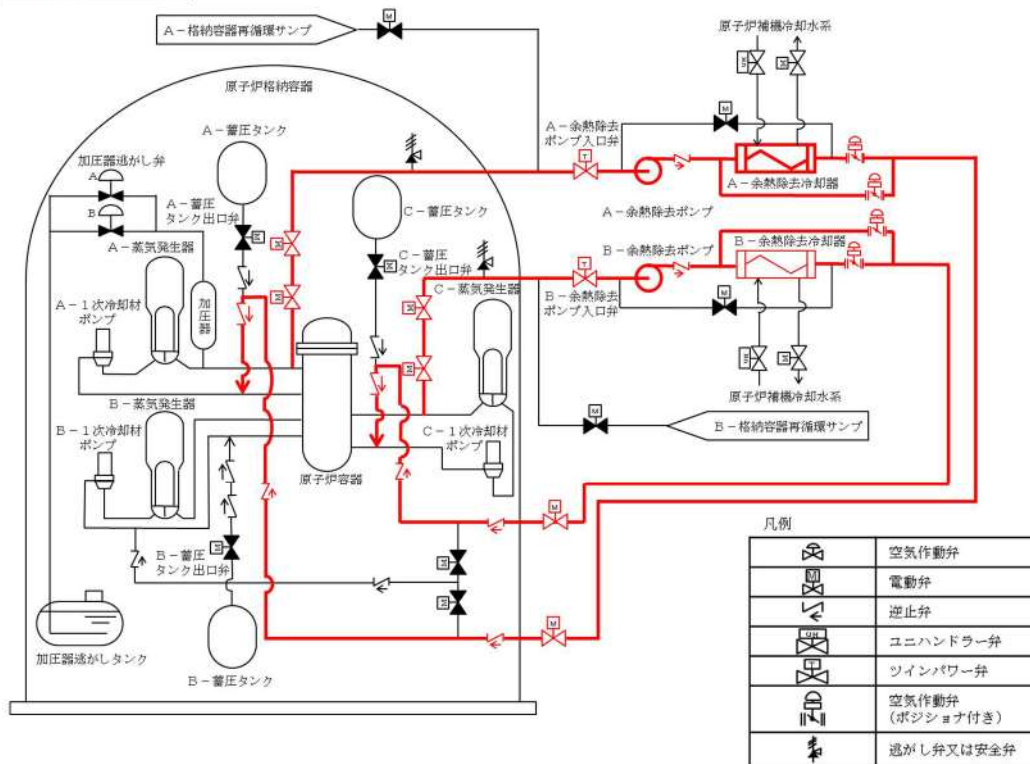 A－格納容器再循環サンプ
M
原子炉補機冷却水系
原子炉格納容器
A－蓄圧タンク
加圧器逃がし弁
A
B
A－蓄圧
タンク出口弁
C－蓄圧タンク
C－蓄圧
タンク出口弁
A－余熱除去
ポンプ入口弁
T
A－余熱除去冷却器
A－余熱除去ポンプ
B－余熱除去ポンプ
B－余熱除去冷却器
B－余熱除去
ポンプ入口弁
T
A－蒸気発生器
C－蒸気発生器
A－1次冷却材
ポンプ
加圧器
原子炉補機冷却水系
B－格納容器再循環サンプ
B－蒸気発生器
B－1次冷却材
ポンプ
C－1次冷却材
ポンプ
原子炉容器
B－蓄圧
タンク出口弁
加圧器逃がしタンク
B－蓄圧タンク
凡例
空気作動弁
M
電動弁
逆止弁
UH
ユニハンドラー弁
T
ツインパワー弁
空気作動弁
(ポジショナ付き)
逃がし弁又は安全弁